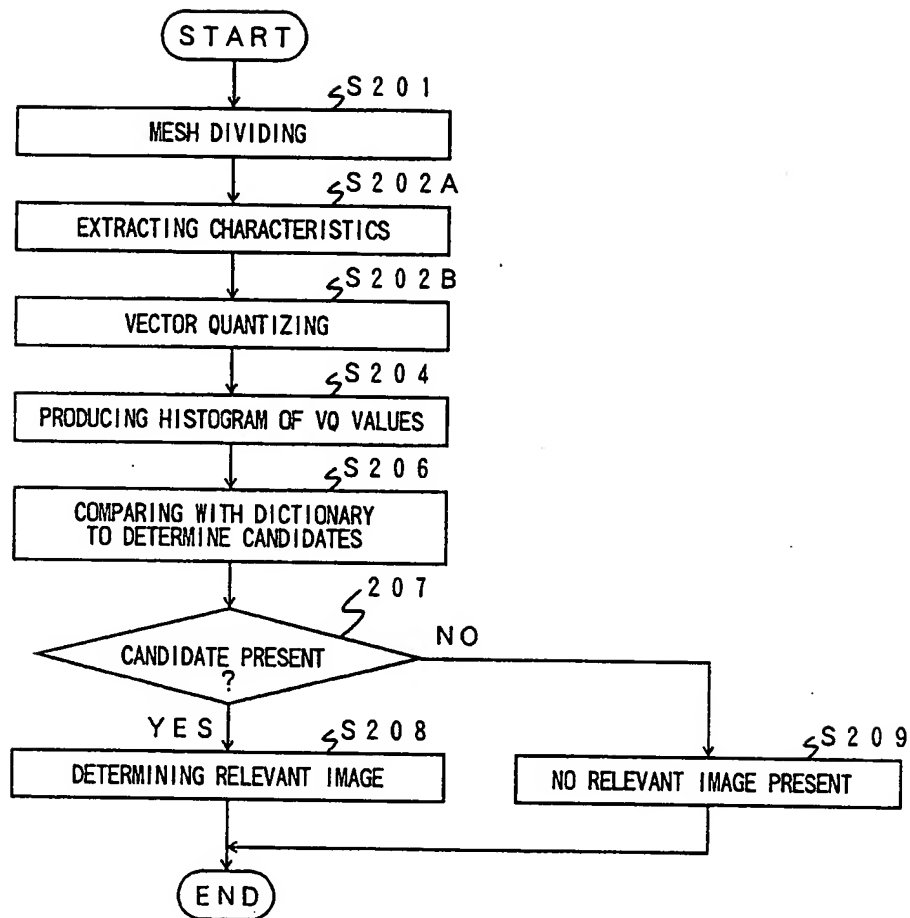 START
S201
MESH DIVIDING
S202A
EXTRACTING CHARACTERISTICS
S202B
VECTOR QUANTIZING
S204
PRODUCING HISTOGRAM OF VQ VALUES
S206
COMPARING WITH DICTIONARY
TO DETERMINE CANDIDATES
207
CANDIDATE PRESENT
?
NO
YES
S208
DETERMINING RELEVANT IMAGE
S209
NO RELEVANT IMAGE PRESENT
END